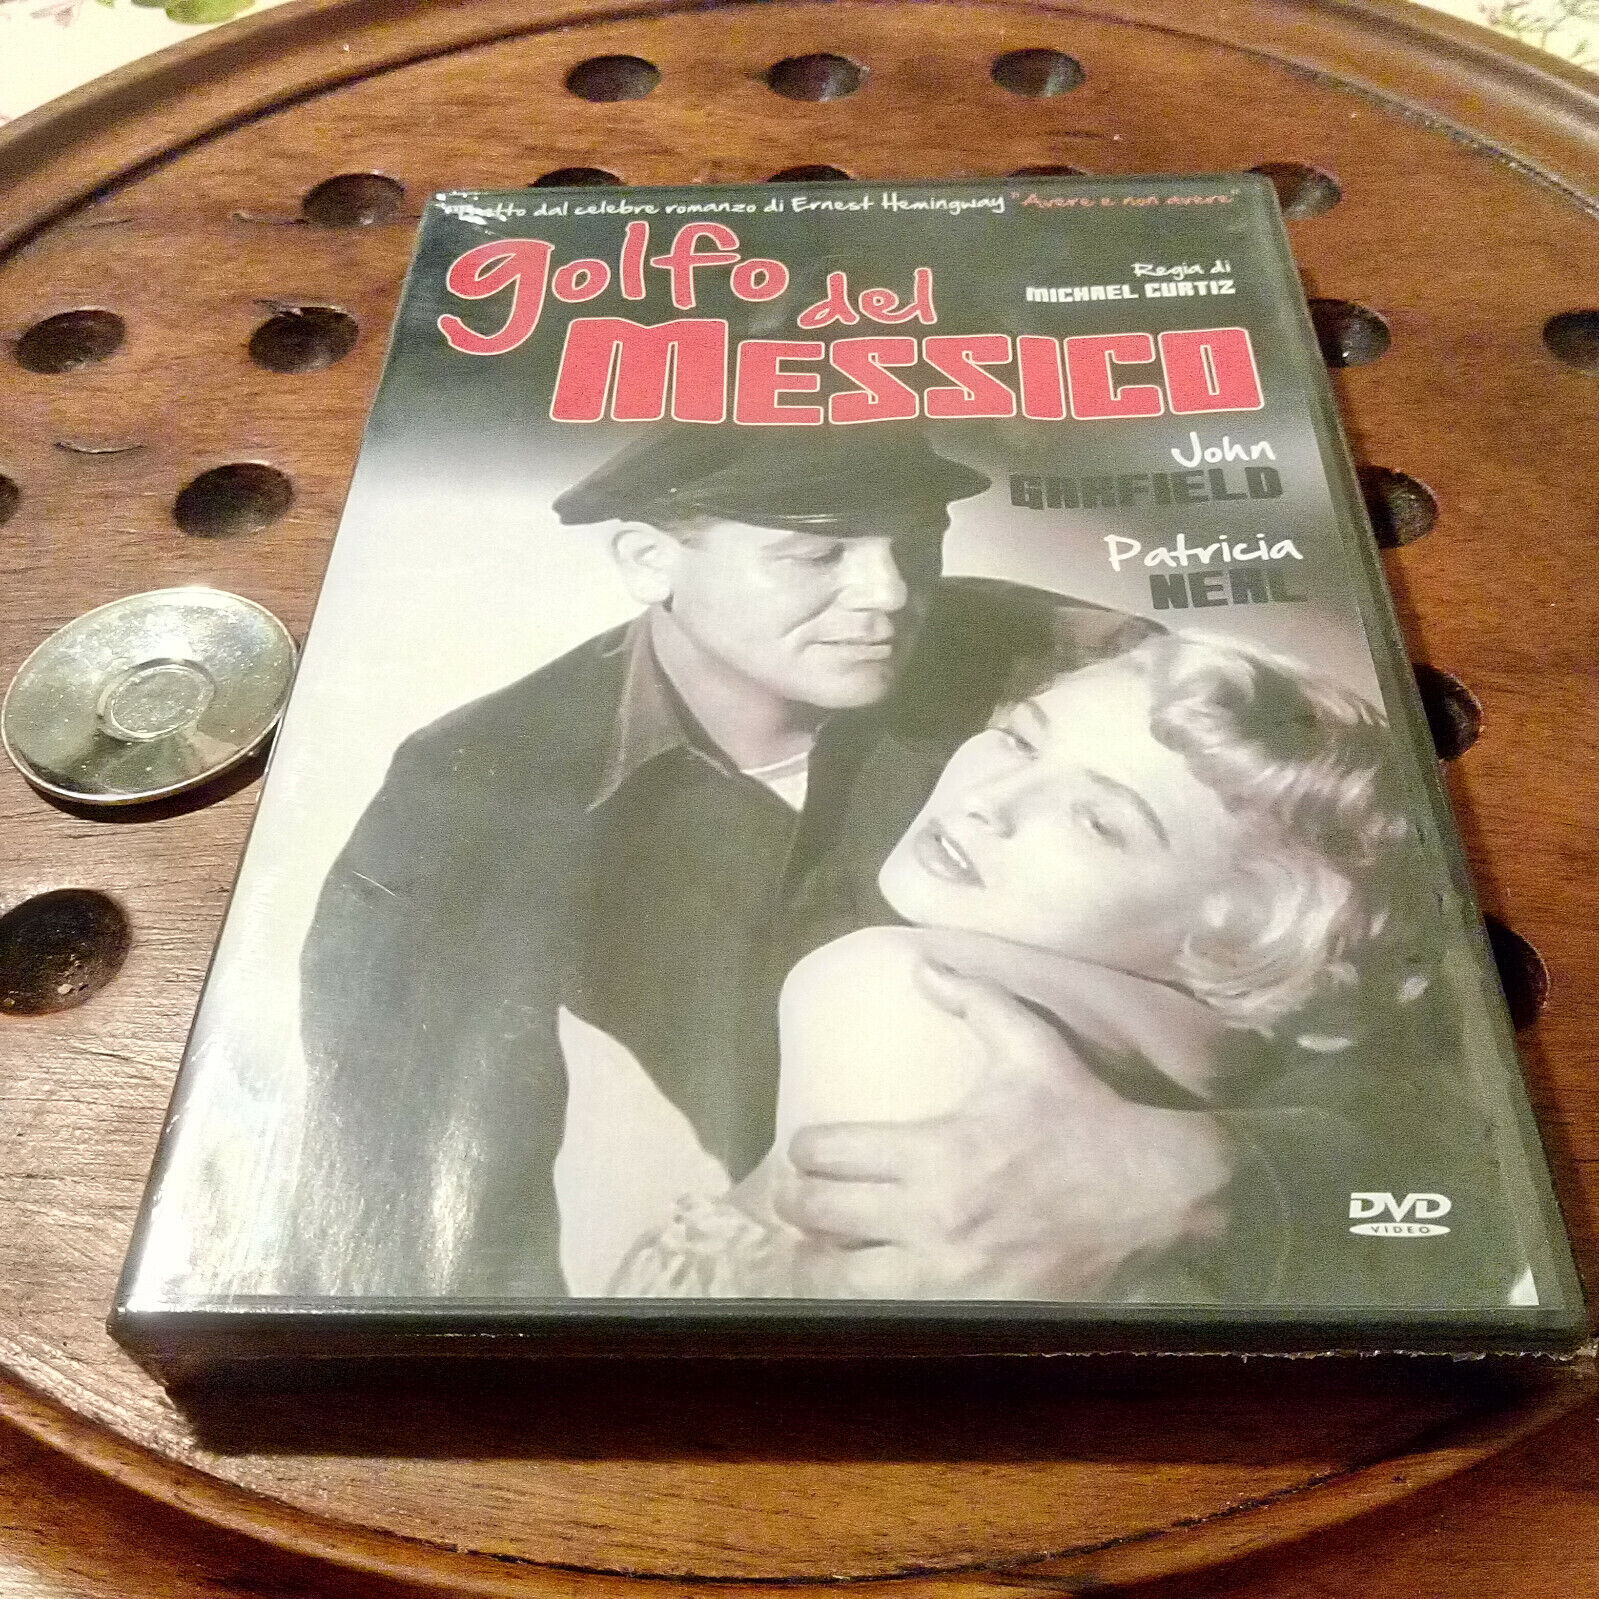 tratto dal celebre romanzo di Ernest Hemingway "Avere e non avere"
golfo del
MESSICO
Regia di
MICHAEL CURTIZ
John
GARFIELD
Patricia
NEAL
DVD
VIDEO